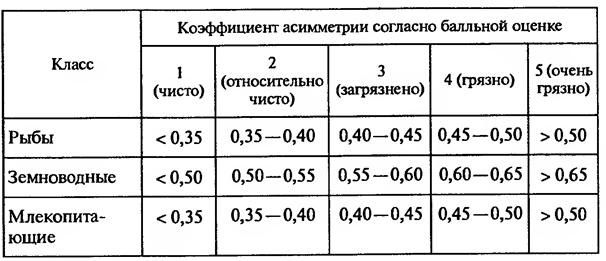 Класс
Коэффициент асимметрии согласно балльной оценке
1
(чисто)
2
(относительно
чисто)
3
(загрязнено)
4 (грязно)
5 (очень
грязно)
Рыбы < 0,35 0,35—0,40 0,40—0,45 0,45—0,50 > 0,50
Земноводные < 0,50 0,50—0,55 0,55—0,60 0,60—0,65 > 0,65
Млекопита-
ющие
< 0,35 0,35—0,40 0,40—0,45 0,45—0,50 > 0,50